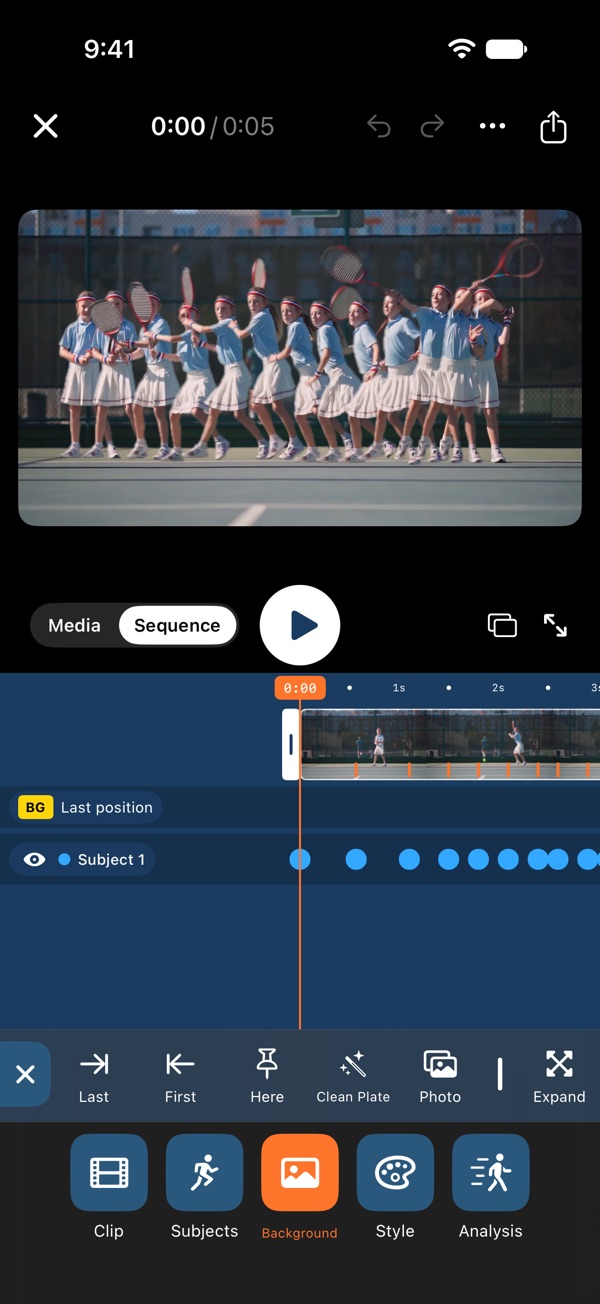 9:41
0:00 / 0:05
Media
Sequence
0:00
1s
2s
BG Last position
Subject 1
Last
First
Here
Clean Plate
Photo
Expand
Clip
Subjects
Background
Style
Analysis